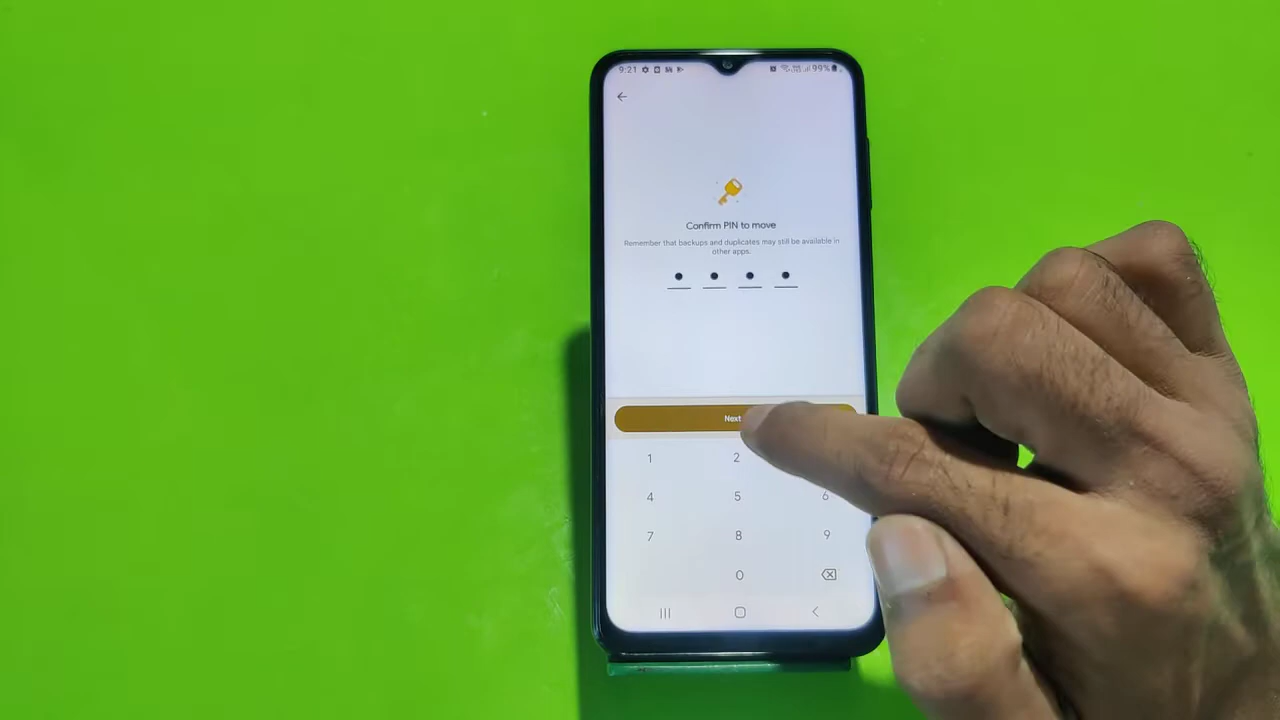 9:21 99%
Confirm PIN to move
Remember that backups and duplicates may still be available in
other apps.
Next
1 2
4 5 6
7 8 9
0